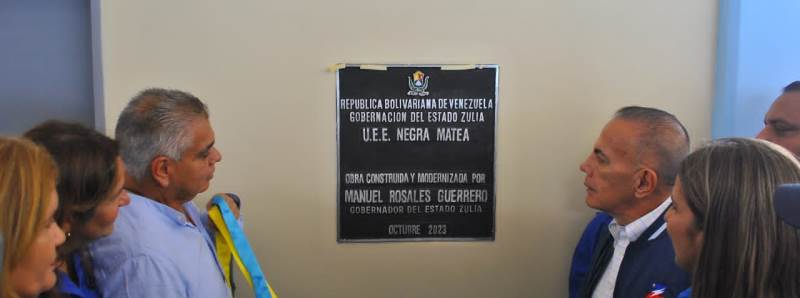 REPUBLICA BOLIVARIANA DE VENEZUELA
GOBERNACION DEL ESTADO ZULIA
U.E.E. NEGRA MATEA
OBRA CONSTRUIDA Y MODERNIZADA POR
MANUEL ROSALES GUERRERO
GOBERNADOR DEL ESTADO ZULIA
OCTUBRE 2023